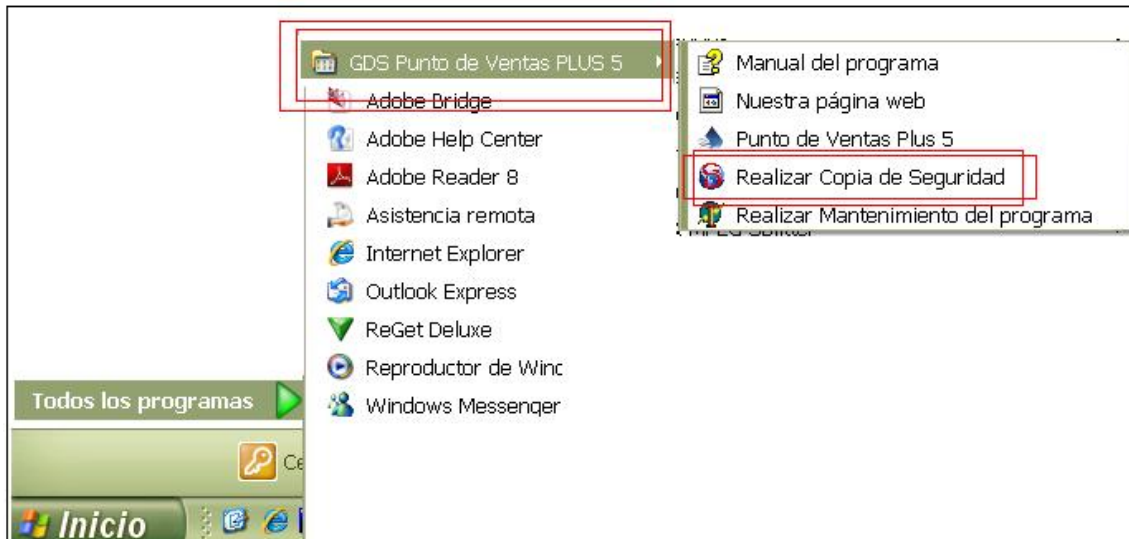 GDS Punto de Ventas PLUS 5
Adobe Bridge
Adobe Help Center
Adobe Reader 8
Asistencia remota
Internet Explorer
Outlook Express
ReGet Deluxe
Reproductor de Winc
Windows Messenger
Manual del programa
Nuestra página web
Punto de Ventas Plus 5
Realizar Copia de Seguridad
Realizar Mantenimiento del programa
Todos los programas
Ce
Inicio